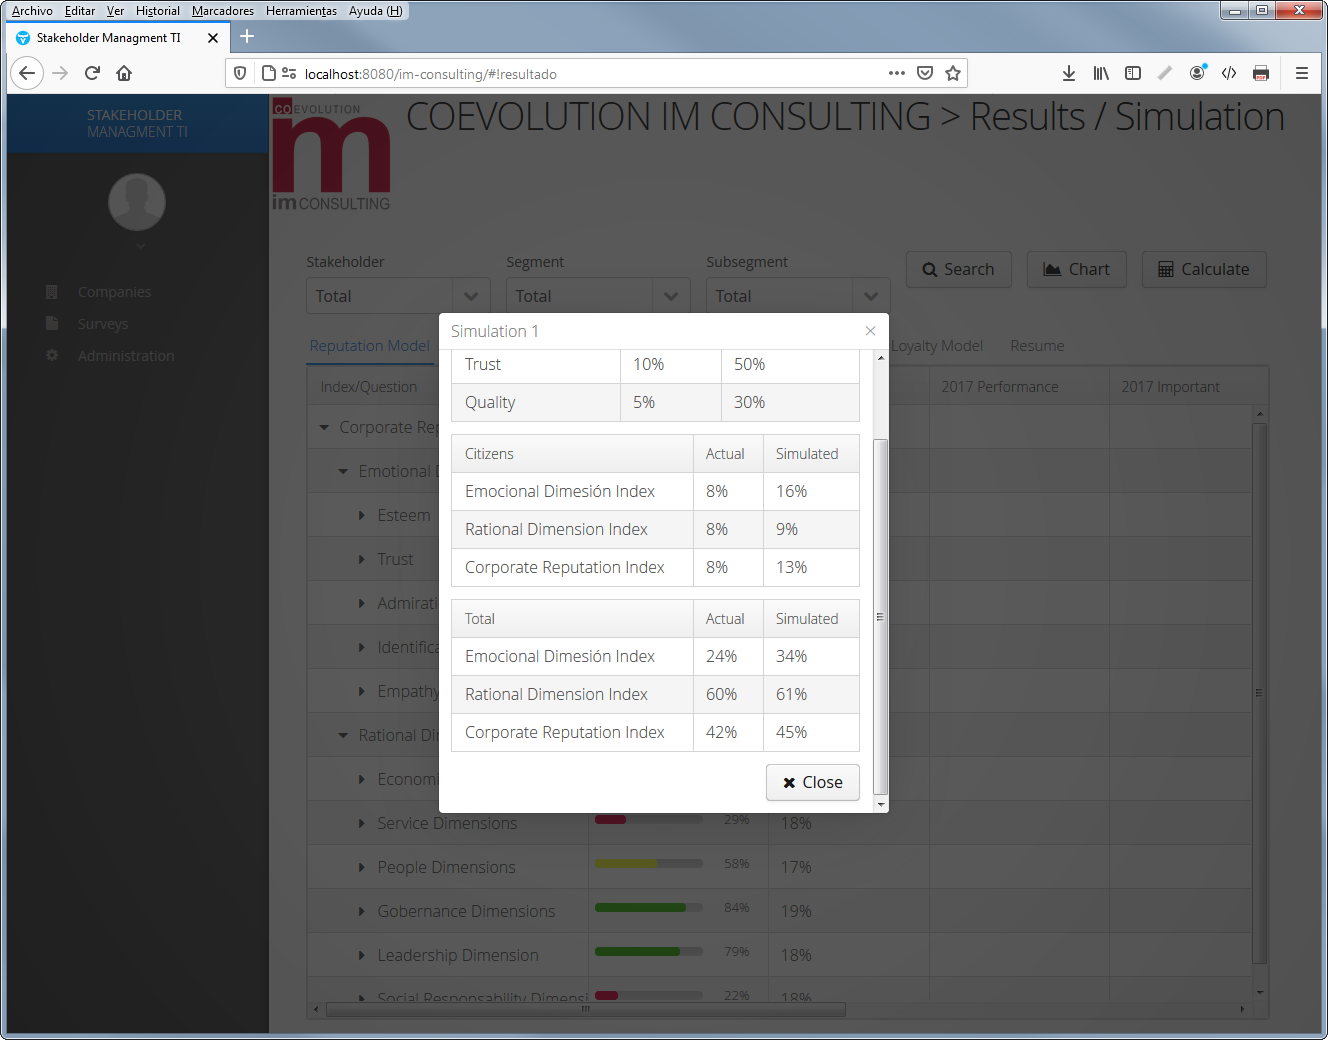 Archivo Editar Ver Historial Marcadores Herramientas Ayuda (H)
Stakeholder Managment TI
localhost:8080/im-consulting/#!resultado
STAKEHOLDER
MANAGMENT TI
Companies
Surveys
Administration
COEVOLUTION
im
im CONSULTING
COEVOLUTION IM CONSULTING > Results / Simulation
Stakeholder Segment Subsegment
Total Total Total
Search Chart Calculate
Reputation Model Loyalty Model Resume
Index/Question 2017 Performance 2017 Important
Corporate Rep
Emotional D
Esteem
Trust
Admirati
Identifica
Empathy
Rational Di
Economi
Service Dimensions 29% 18%
People Dimensions 58% 17%
Gobernance Dimensions 84% 19%
Leadership Dimension 79% 18%
Social Responsability Dimensi 22% 18%
Simulation 1
Trust 10% 50%
Quality 5% 30%
Citizens Actual Simulated
Emocional Dimesión Index 8% 16%
Rational Dimension Index 8% 9%
Corporate Reputation Index 8% 13%
Total Actual Simulated
Emocional Dimesión Index 24% 34%
Rational Dimension Index 60% 61%
Corporate Reputation Index 42% 45%
Close